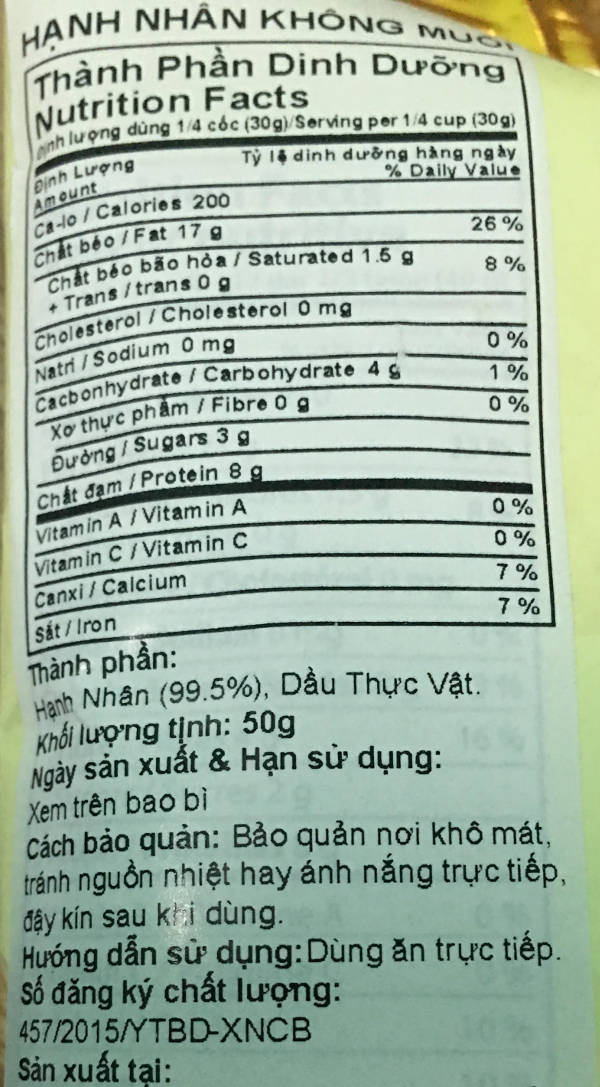 HẠNH NHÂN KHÔNG MUỐI
Thành Phần Dinh Dưỡng
Nutrition Facts
Định lượng dùng 1/4 cốc (30g)/Serving per 1/4 cup (30g)
Định Lượng Tỷ lệ dinh dưỡng hàng ngày
Amount % Daily Value
Ca-lo / Calories 200
Chất béo / Fat 17 g 26 %
Chất béo bão hòa / Saturated 1.5 g 8 %
+ Trans / trans 0 g
Cholesterol / Cholesterol 0 mg
Natri / Sodium 0 mg 0 %
Cacbonhydrate / Carbohydrate 4 g 1 %
Xơ thực phẩm / Fibre 0 g 0 %
Đường / Sugars 3 g
Chất đạm / Protein 8 g
Vitamin A / Vitamin A 0 %
Vitamin C / Vitamin C 0 %
Canxi / Calcium 7 %
Sắt / Iron 7 %
Thành phần:
Hạnh Nhân (99.5%), Dầu Thực Vật.
Khối lượng tịnh: 50g
Ngày sản xuất & Hạn sử dụng:
Xem trên bao bì
Cách bảo quản: Bảo quản nơi khô mát,
tránh nguồn nhiệt hay ánh nắng trực tiếp,
đậy kín sau khi dùng.
Hướng dẫn sử dụng: Dùng ăn trực tiếp.
Số đăng ký chất lượng:
457/2015/YTBD-XNCB
Sản xuất tại: